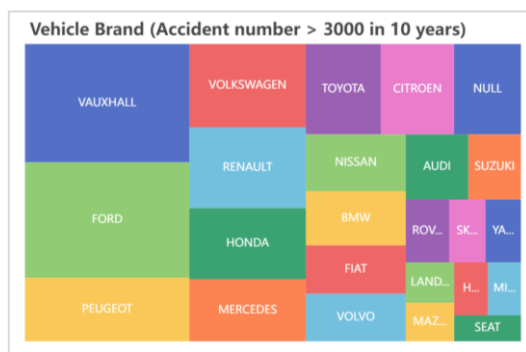 Vehicle Brand (Accident number > 3000 in 10 years)
VAUXHALL
VOLKSWAGEN
TOYOTA
CITROEN
NULL
RENAULT
NISSAN
AUDI
SUZUKI
FORD
HONDA
BMW
ROV...
SK...
YA...
FIAT
LAND...
H...
MI...
PEUGEOT
MERCEDES
VOLVO
MAZ...
SEAT